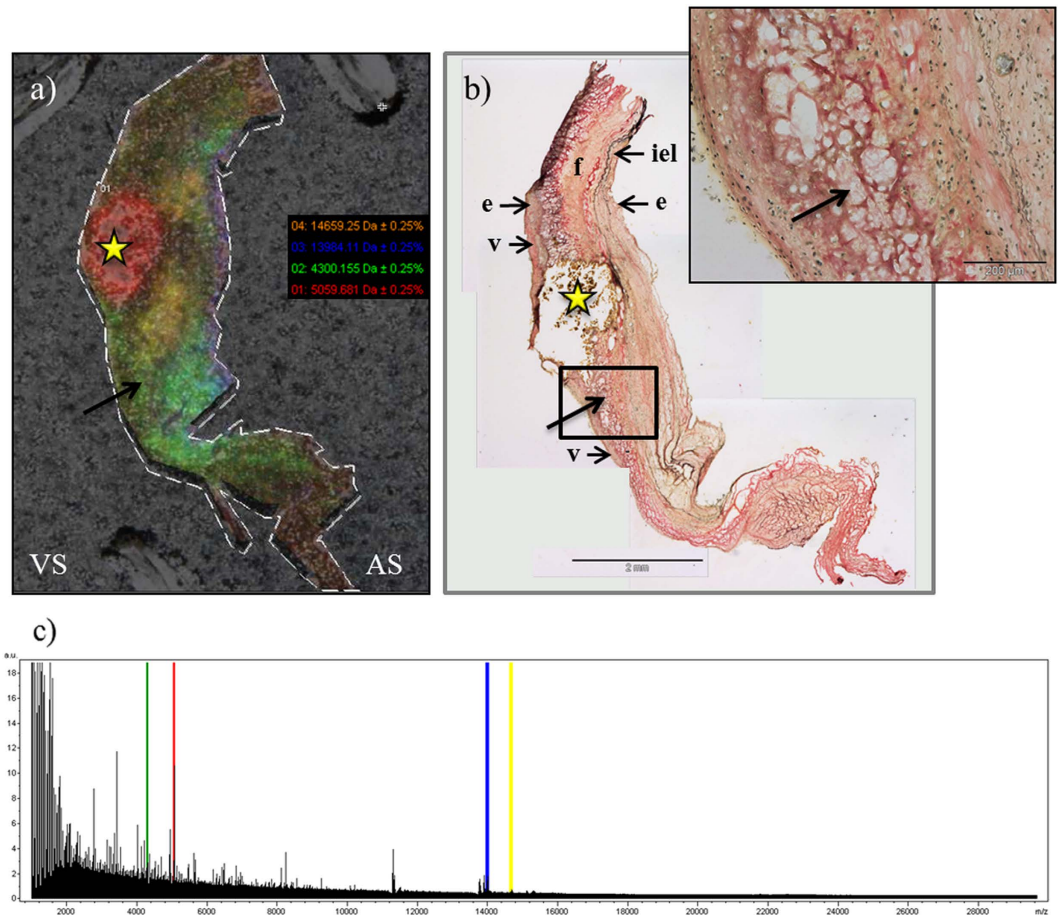 a)
01
04: 14659.25 Da ± 0.25%
03: 13984.11 Da ± 0.25%
02: 4300.155 Da ± 0.25%
01: 5059.681 Da ± 0.25%
VS
AS
b)
iel
f
e
e
v
v
2 mm
200 µm
c)
a.u.
18
16
14
12
10
8
6
4
2
0
2000
4000
6000
8000
10000
12000
14000
16000
18000
20000
22000
24000
26000
28000
m/z